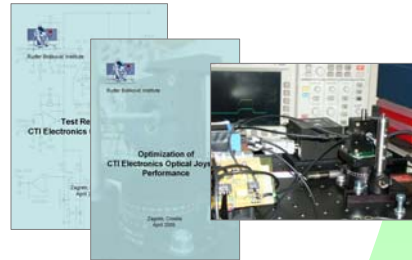 Ruđer Bošković Institute
Test Re
CTI Electronics
Zagreb,
April 2
Ruđer Bošković Institute
Optimization of
CTI Electronics Optical Joys
Performance
Zagreb, Croatia
April 2006